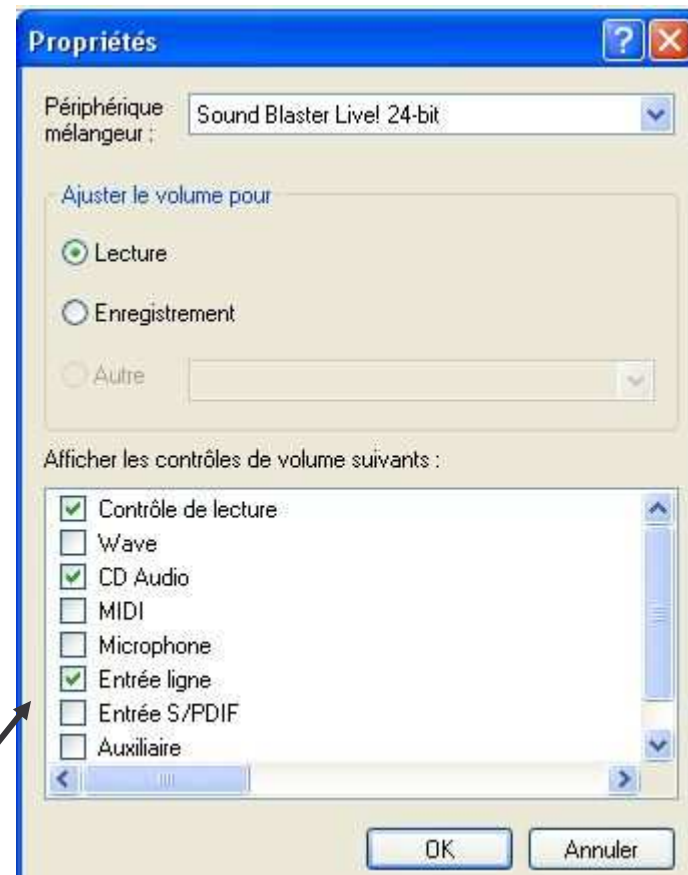 Propriétés
Périphérique
mélangeur :
Sound Blaster Live! 24-bit
Ajuster le volume pour
Lecture
Enregistrement
Autre
Afficher les contrôles de volume suivants :
Contrôle de lecture
Wave
CD Audio
MIDI
Microphone
Entrée ligne
Entrée S/PDIF
Auxiliaire
OK
Annuler